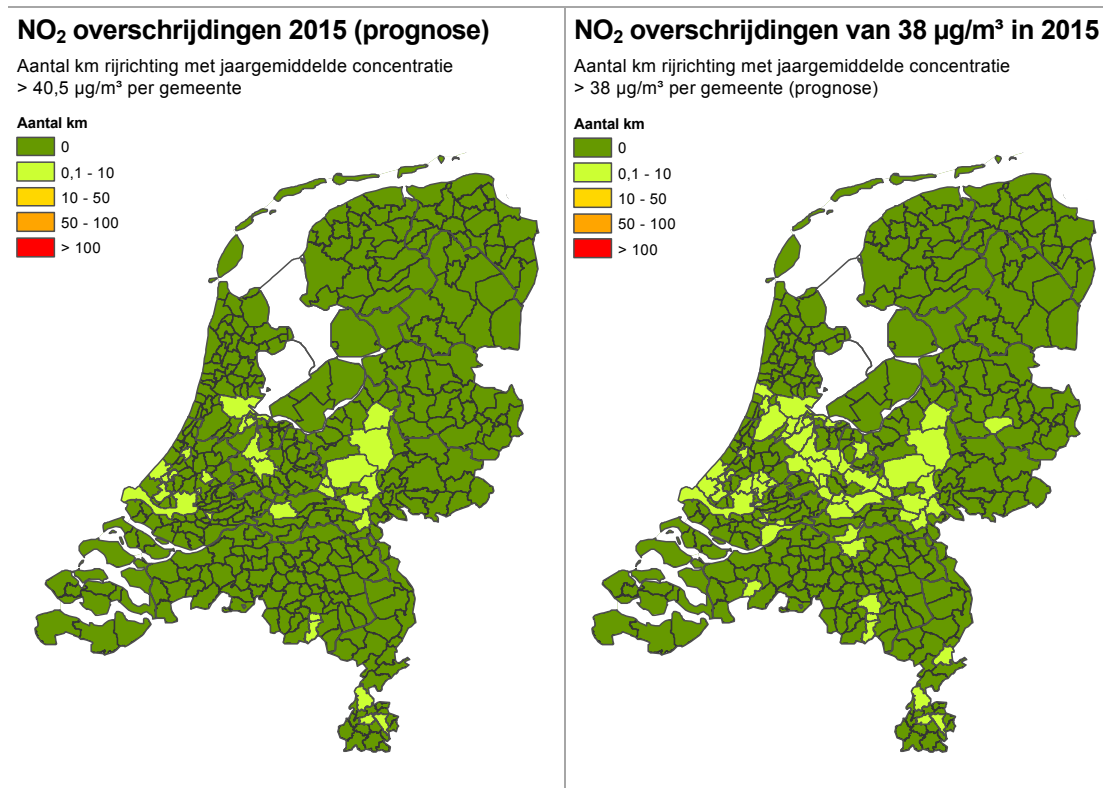 NO₂ overschrijdingen 2015 (prognose)
Aantal km rijrichting met jaargemiddelde concentratie
> 40,5 µg/m³ per gemeente
Aantal km
0
0,1 - 10
10 - 50
50 - 100
> 100
NO₂ overschrijdingen van 38 µg/m³ in 2015
Aantal km rijrichting met jaargemiddelde concentratie
> 38 µg/m³ per gemeente (prognose)
Aantal km
0
0,1 - 10
10 - 50
50 - 100
> 100